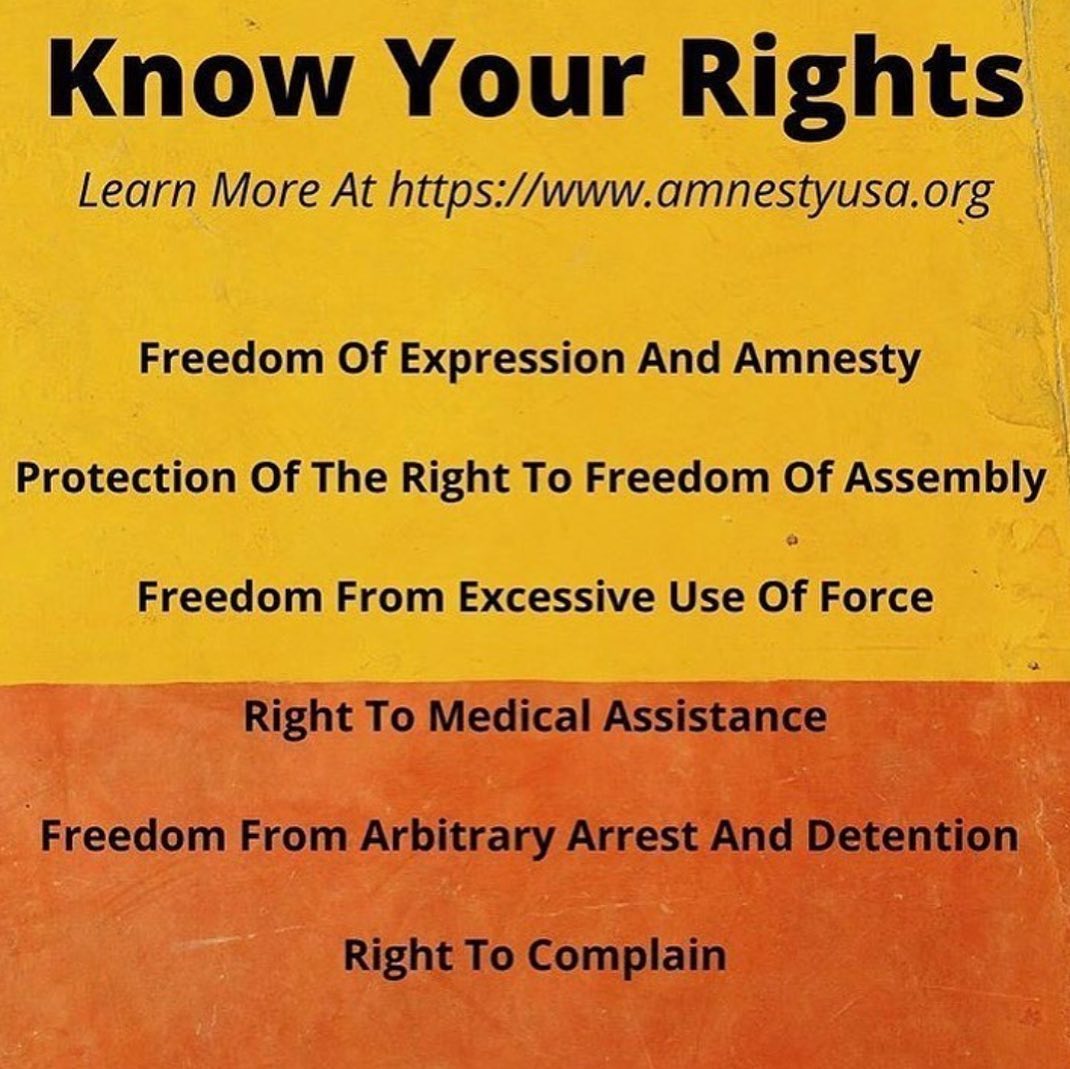 Know Your Rights
Learn More At https://www.amnestyusa.org
Freedom Of Expression And Amnesty
Protection Of The Right To Freedom Of Assembly
Freedom From Excessive Use Of Force
Right To Medical Assistance
Freedom From Arbitrary Arrest And Detention
Right To Complain